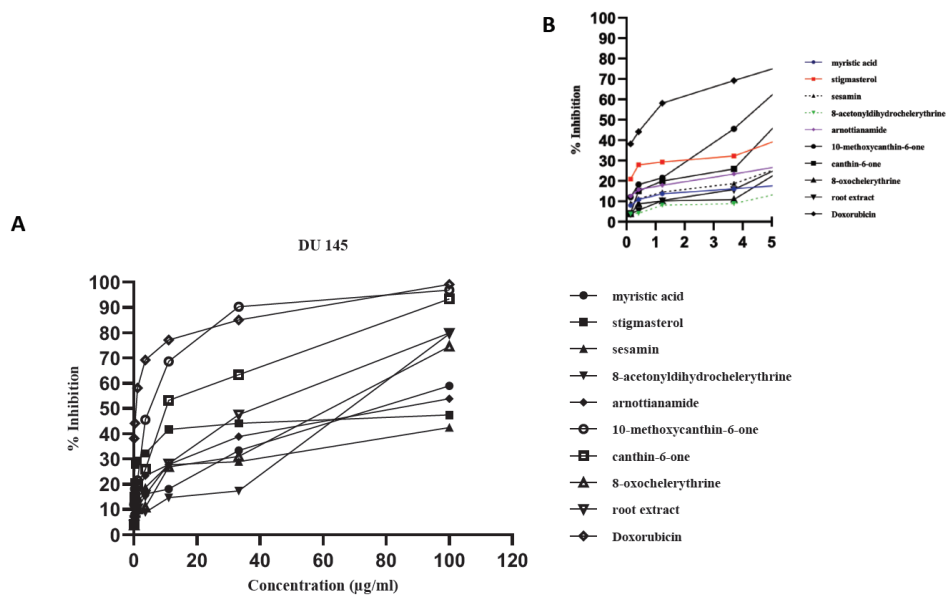 B
100
90
80
70
60
50
40
30
20
10
0
% Inhibition
0 1 2 3 4 5
myristic acid
stigmasterol
sesamin
8-acetonyldihydrochelerythrine
arnottianamide
10-methoxycanthin-6-one
canthin-6-one
8-oxochelerythrine
root extract
Doxorubicin
A
DU 145
100
90
80
70
60
50
40
30
20
10
0
% Inhibition
0 20 40 60 80 100 120
Concentration (µg/ml)
myristic acid
stigmasterol
sesamin
8-acetonyldihydrochelerythrine
arnottianamide
10-methoxycanthin-6-one
canthin-6-one
8-oxochelerythrine
root extract
Doxorubicin